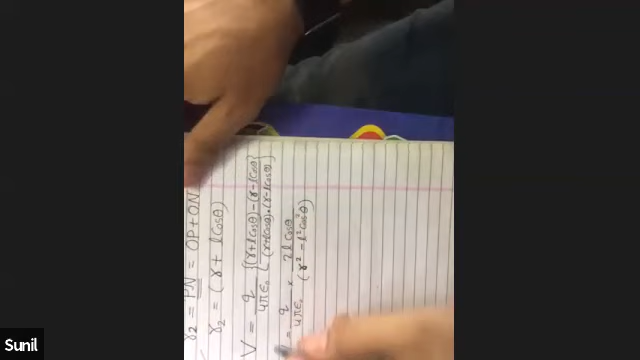 r₂ = PN = OP + ON
r₂ = (r + l cosθ)
V = q/4πε₀ [{(r + l cosθ) - (r - l cosθ)}/(r + l cosθ).(r - l cosθ)]
= q/4πε₀ × 2l cosθ/(r² - l² cos²θ)
Sunil